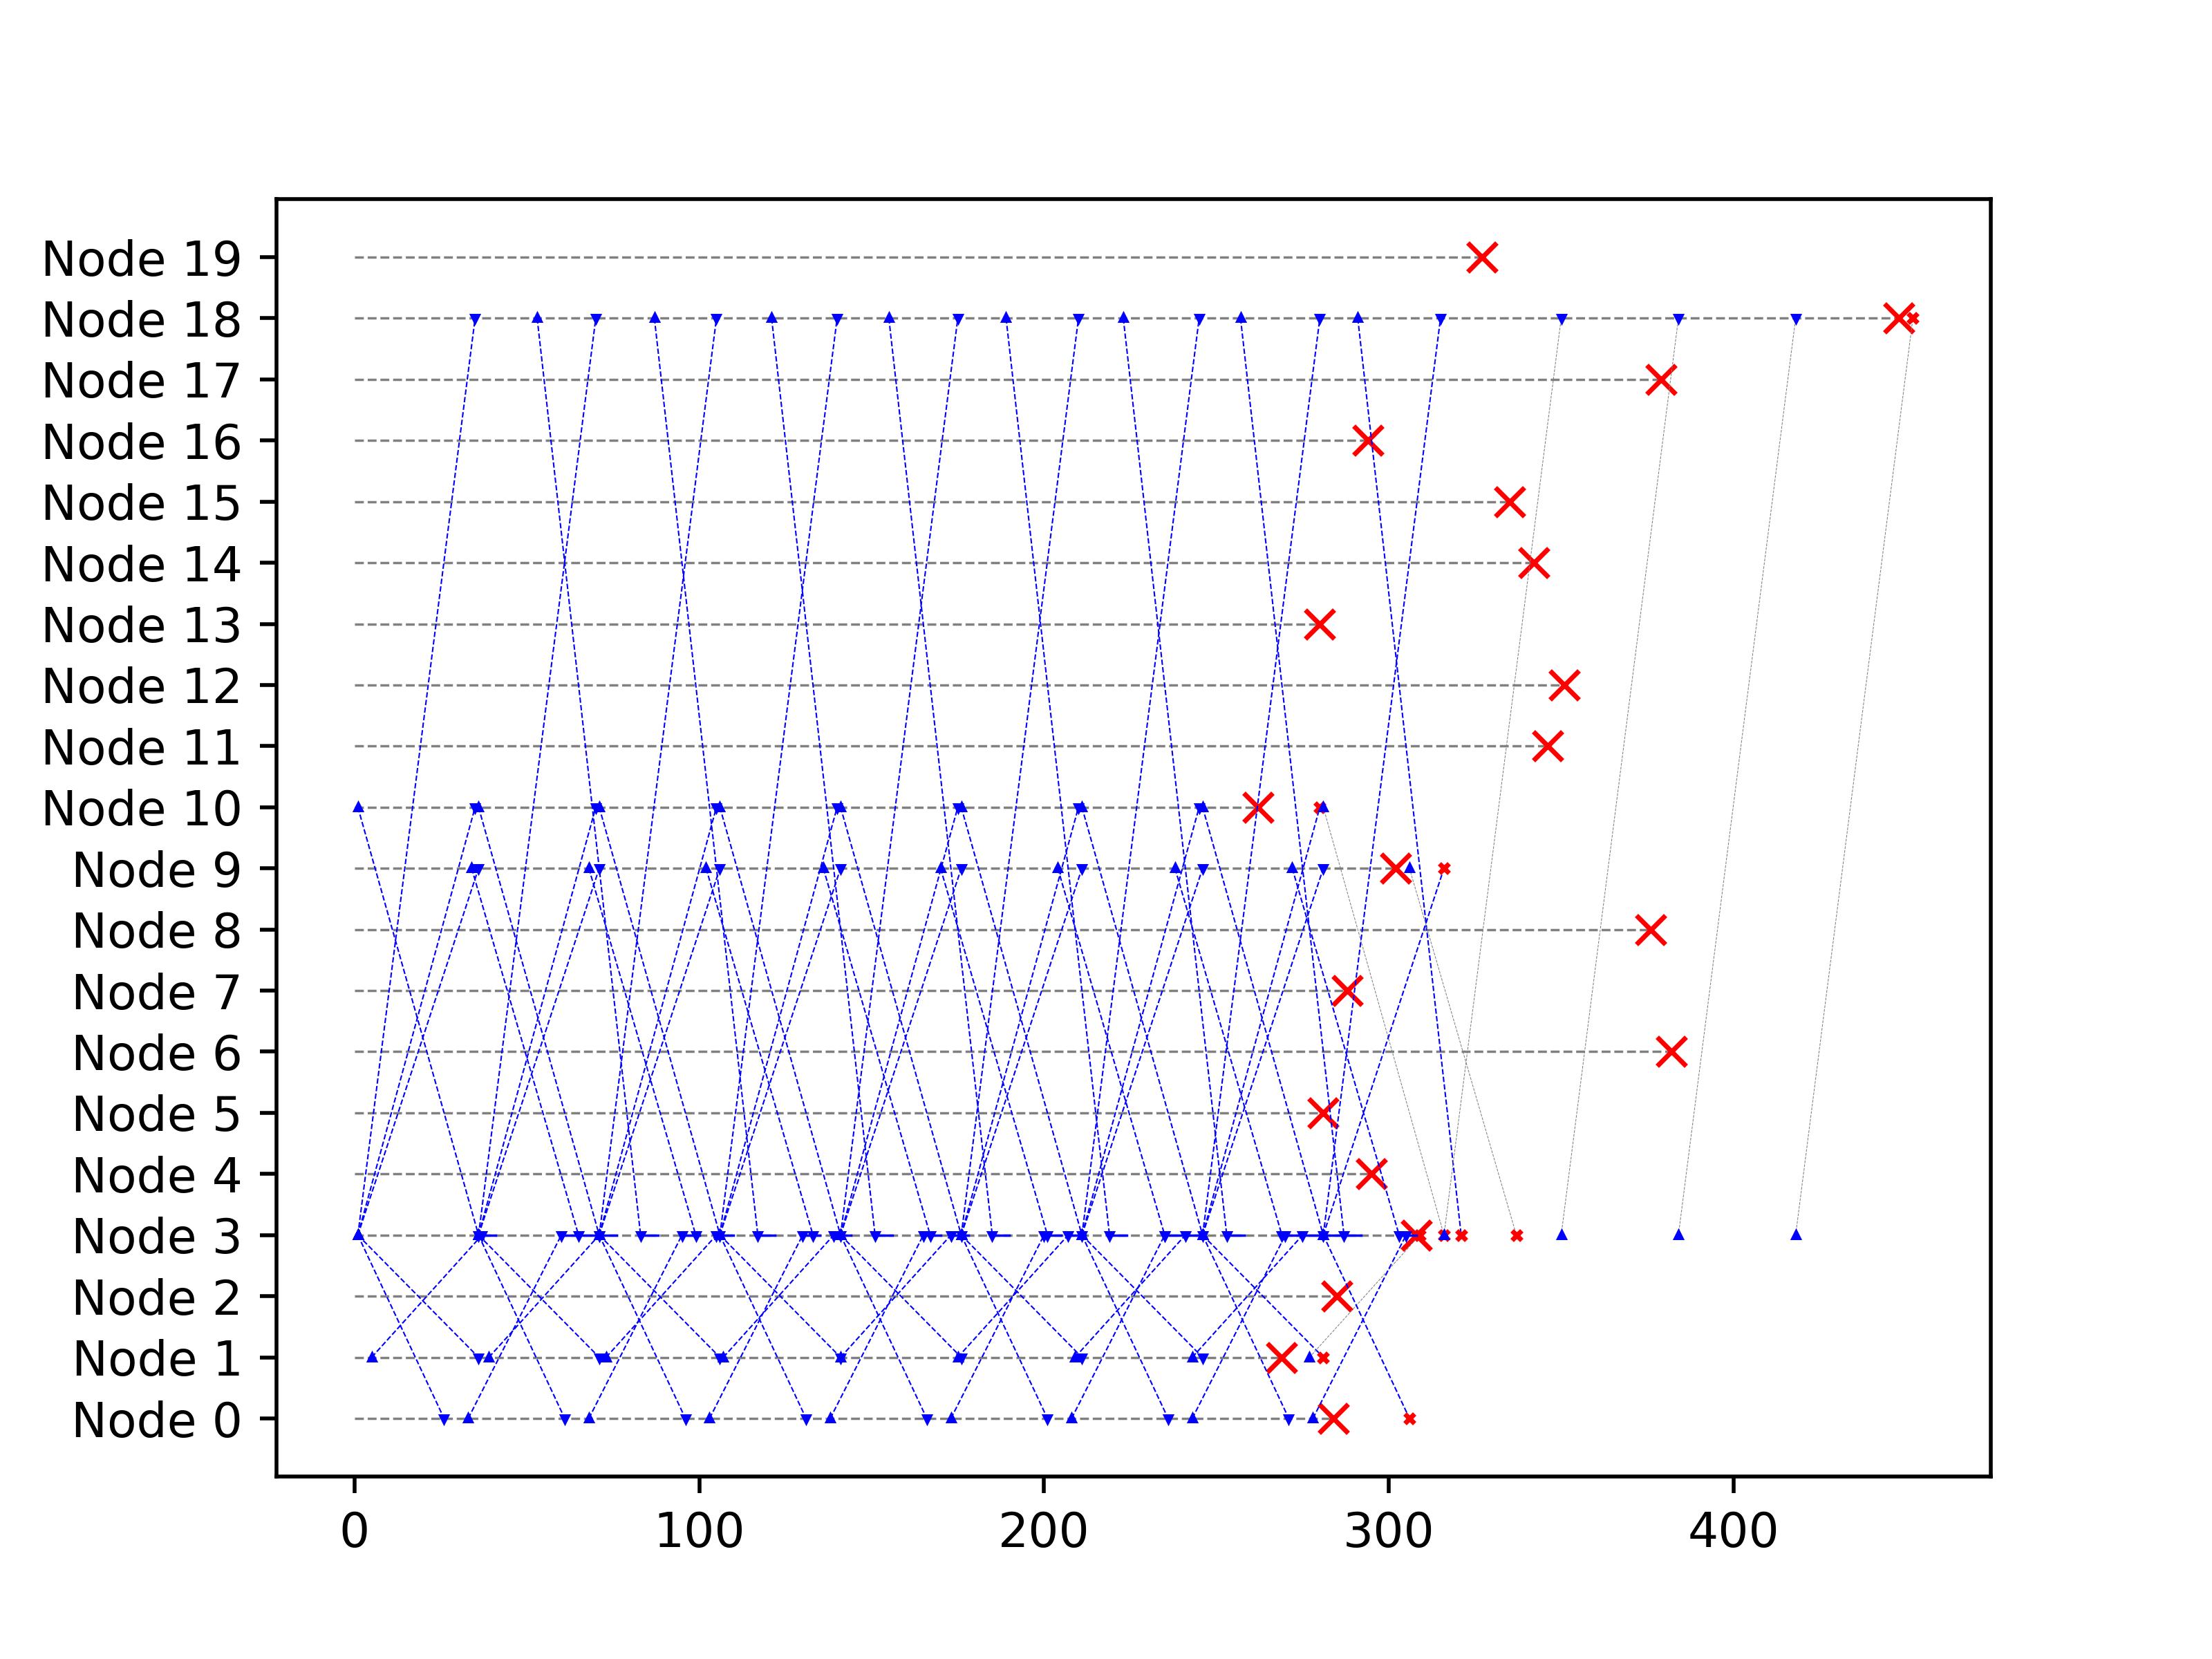 Node 19
Node 18
Node 17
Node 16
Node 15
Node 14
Node 13
Node 12
Node 11
Node 10
Node 9
Node 8
Node 7
Node 6
Node 5
Node 4
Node 3
Node 2
Node 1
Node 0
0 100 200 300 400